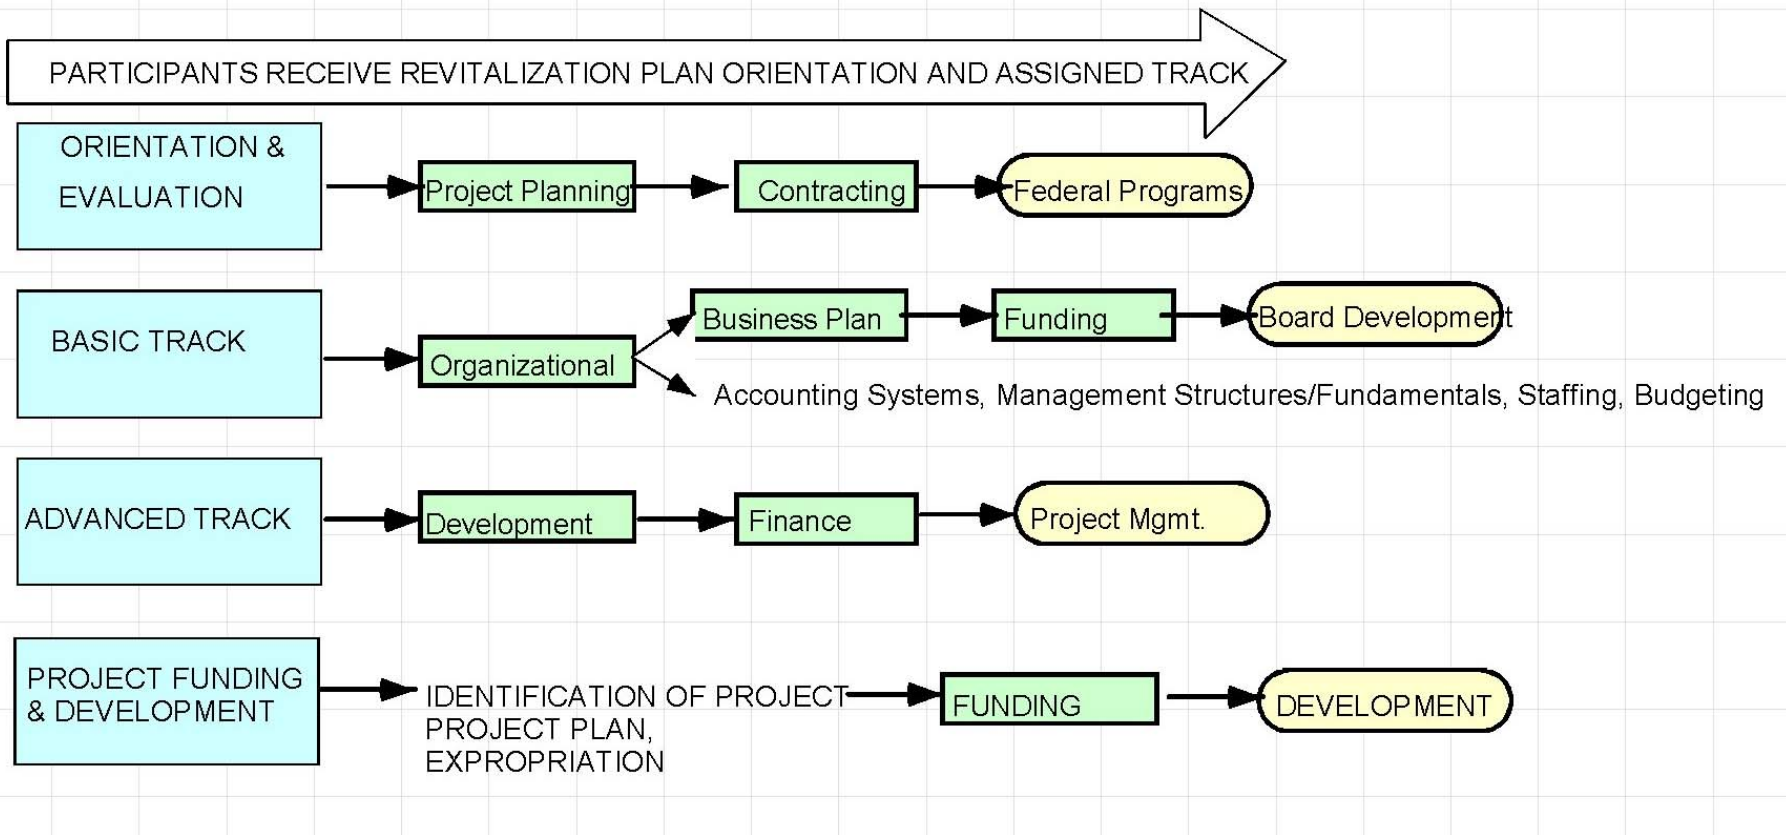 PARTICIPANTS RECEIVE REVITALIZATION PLAN ORIENTATION AND ASSIGNED TRACK
ORIENTATION &
EVALUATION
Project Planning
Contracting
Federal Programs
BASIC TRACK
Organizational
Business Plan
Funding
Board Development
Accounting Systems, Management Structures/Fundamentals, Staffing, Budgeting
ADVANCED TRACK
Development
Finance
Project Mgmt.
PROJECT FUNDING
& DEVELOPMENT
IDENTIFICATION OF PROJECT
PROJECT PLAN,
EXPROPRIATION
FUNDING
DEVELOPMENT